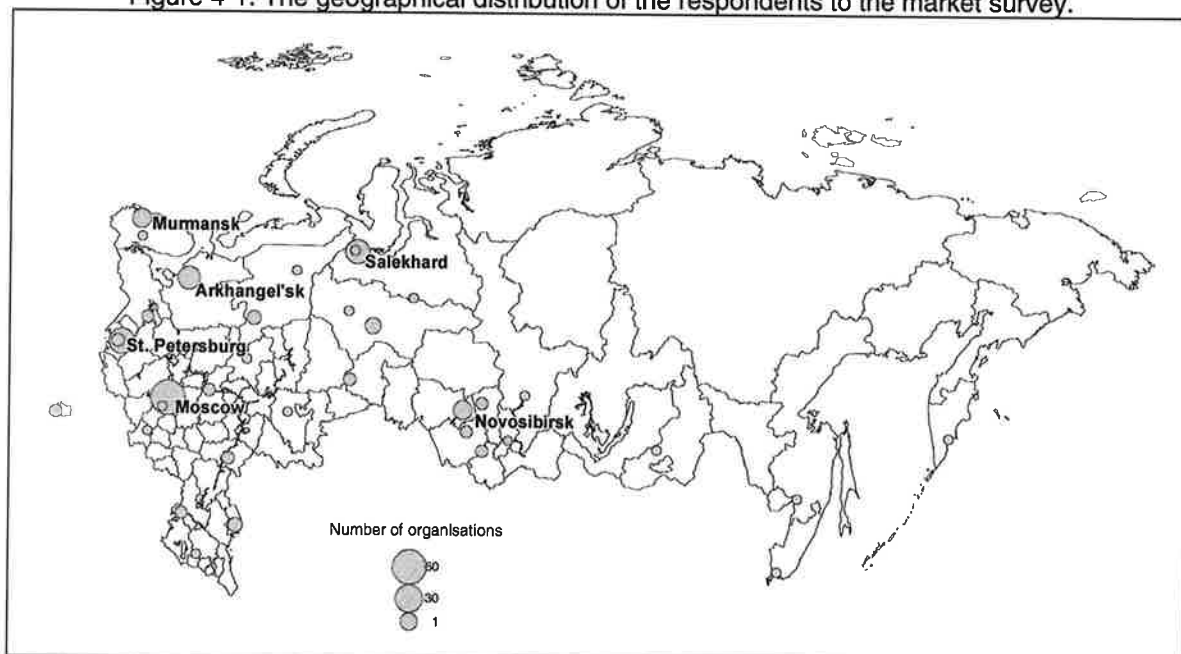 Figure 4-1. The geographical distribution of the respondents to the market survey.
Murmansk
Salekhard
Arkhangel'sk
St. Petersburg
Moscow
Novosibirsk
Number of organisations
60
30
1